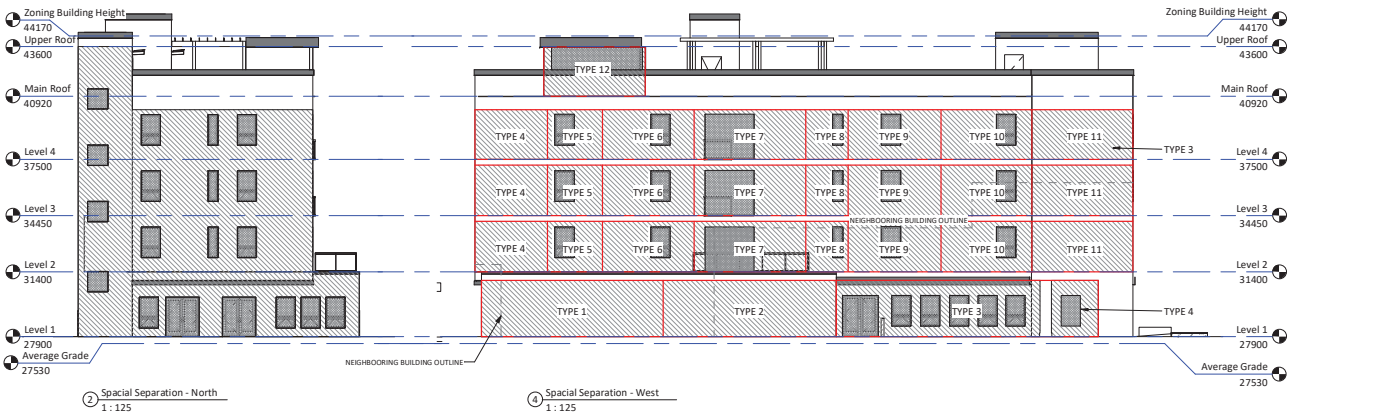 Zoning Building Height
44170
Upper Roof
43600
Main Roof
40920
Level 4
37500
Level 3
34450
Level 2
31400
Level 1
27900
Average Grade
27530
TYPE 12
TYPE 4 TYPE 5 TYPE 6 TYPE 7 TYPE 8 TYPE 9 TYPE 10 TYPE 11
TYPE 3
TYPE 4 TYPE 5 TYPE 6 TYPE 7 TYPE 8 TYPE 9 TYPE 10 TYPE 11
NEIGHBOORING BUILDING OUTLINE
TYPE 4 TYPE 5 TYPE 6 TYPE 7 TYPE 8 TYPE 9 TYPE 10 TYPE 11
TYPE 1 TYPE 2 TYPE 3
TYPE 4
NEIGHBOORING BUILDING OUTLINE
Zoning Building Height
44170
Upper Roof
43600
Main Roof
40920
Level 4
37500
Level 3
34450
Level 2
31400
Level 1
27900
Average Grade
27530
2 Spacial Separation - North
1 : 125
4 Spacial Separation - West
1 : 125